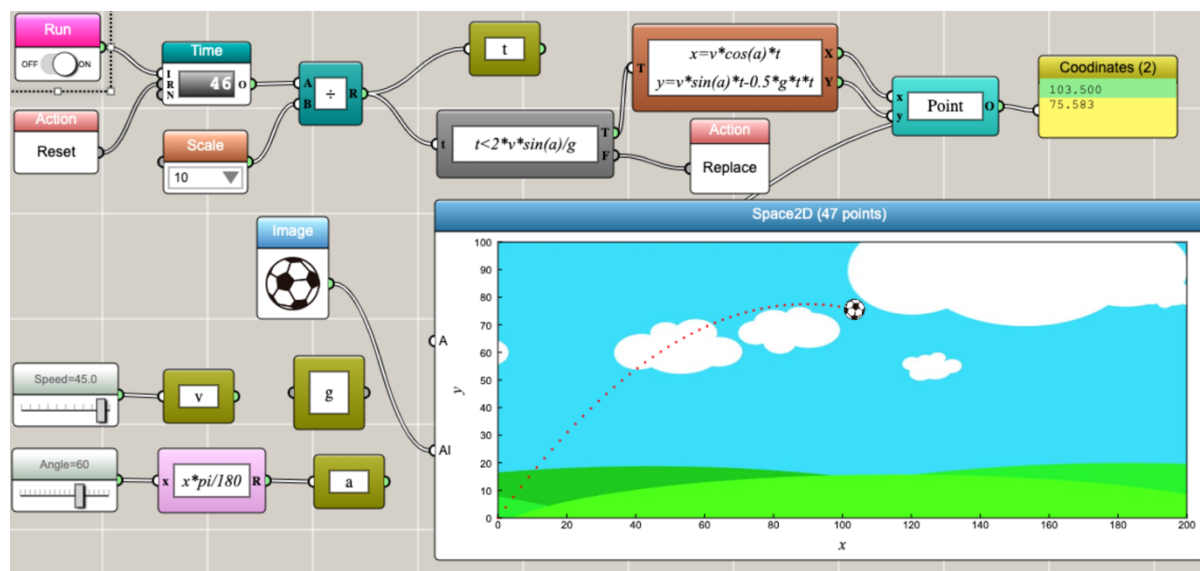 Run
OFF ON
Action
Reset
Time
I
R
N
46 O
Scale
10
A
B
÷
R
t
t
t<2*v*sin(a)/g
T
F
T
x=v*cos(a)*t
y=v*sin(a)*t-0.5*g*t*t
X
Y
Action
Replace
x
y
Point
O
Coodinates (2)
103.500
75.583
Image
Speed=45.0
v
g
Angle=60
x
x*pi/180
R
a
Space2D (47 points)
A
AI
y
100
90
80
70
60
50
40
30
20
10
0
0 20 40 60 80 100 120 140 160 180 200
x